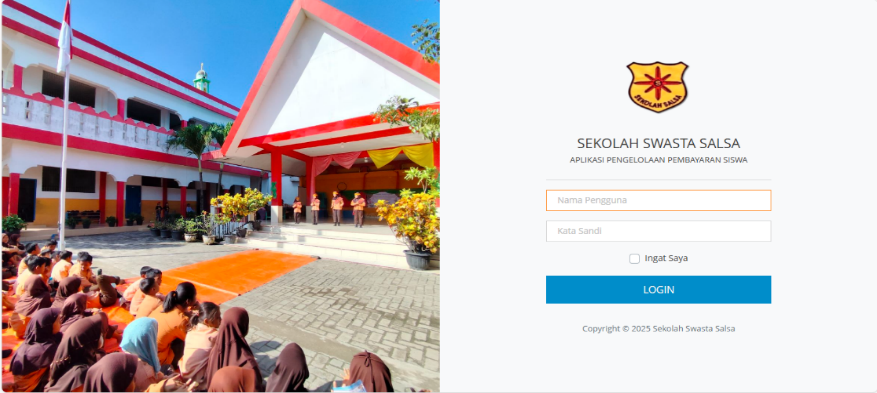 SEKOLAH SALSA
SEKOLAH SWASTA SALSA
APLIKASI PENGELOLAAN PEMBAYARAN SISWA
Nama Pengguna
Kata Sandi
Ingat Saya
LOGIN
Copyright © 2025 Sekolah Swasta Salsa